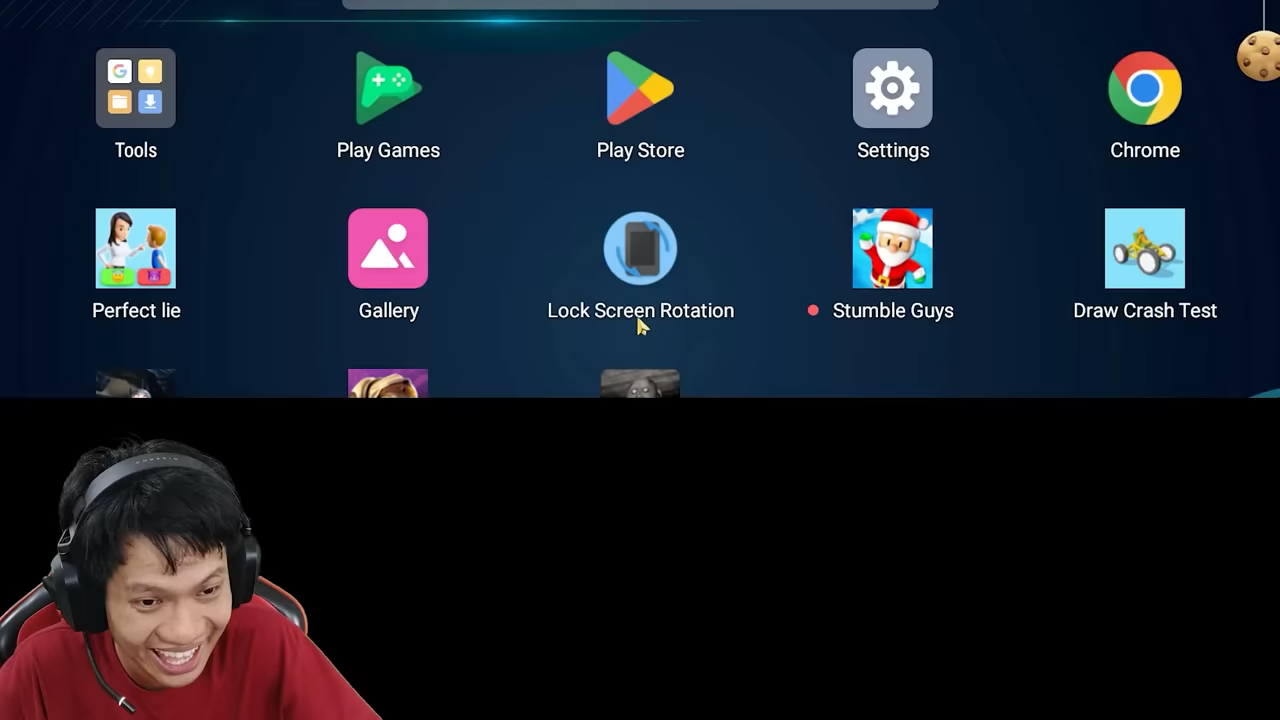 Tools
Play Games
Play Store
Settings
Chrome
Perfect lie
Gallery
Lock Screen Rotation
Stumble Guys
Draw Crash Test